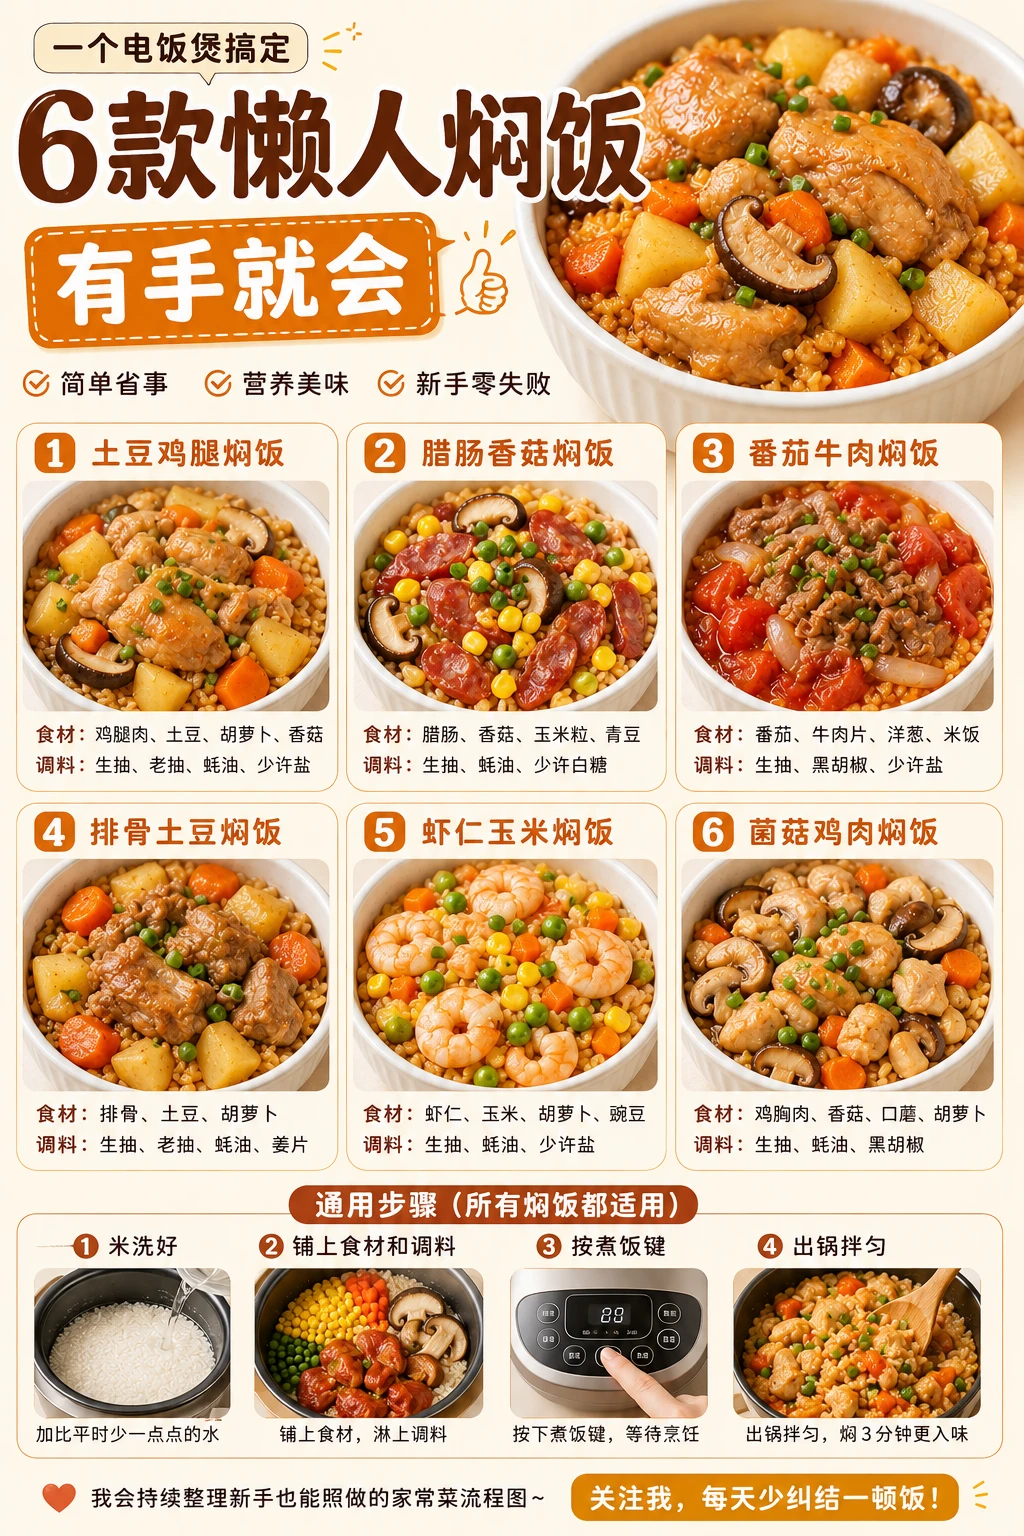 一个电饭煲搞定
6款懒人焖饭
有手就会
简单省事 营养美味 新手零失败
1 土豆鸡腿焖饭
食材：鸡腿肉、土豆、胡萝卜、香菇
调料：生抽、老抽、蚝油、少许盐
2 腊肠香菇焖饭
食材：腊肠、香菇、玉米粒、青豆
调料：生抽、蚝油、少许白糖
3 番茄牛肉焖饭
食材：番茄、牛肉片、洋葱、米饭
调料：生抽、黑胡椒、少许盐
4 排骨土豆焖饭
食材：排骨、土豆、胡萝卜
调料：生抽、老抽、蚝油、姜片
5 虾仁玉米焖饭
食材：虾仁、玉米、胡萝卜、豌豆
调料：生抽、蚝油、少许盐
6 菌菇鸡肉焖饭
食材：鸡胸肉、香菇、口蘑、胡萝卜
调料：生抽、蚝油、黑胡椒
通用步骤（所有焖饭都适用）
1 米洗好
加比平时少一点点的水
2 铺上食材和调料
铺上食材，淋上调料
3 按煮饭键
按下煮饭键，等待烹饪
4 出锅拌匀
出锅拌匀，焖3分钟更入味
我会持续整理新手也能照做的家常菜流程图~
关注我，每天少纠结一顿饭！